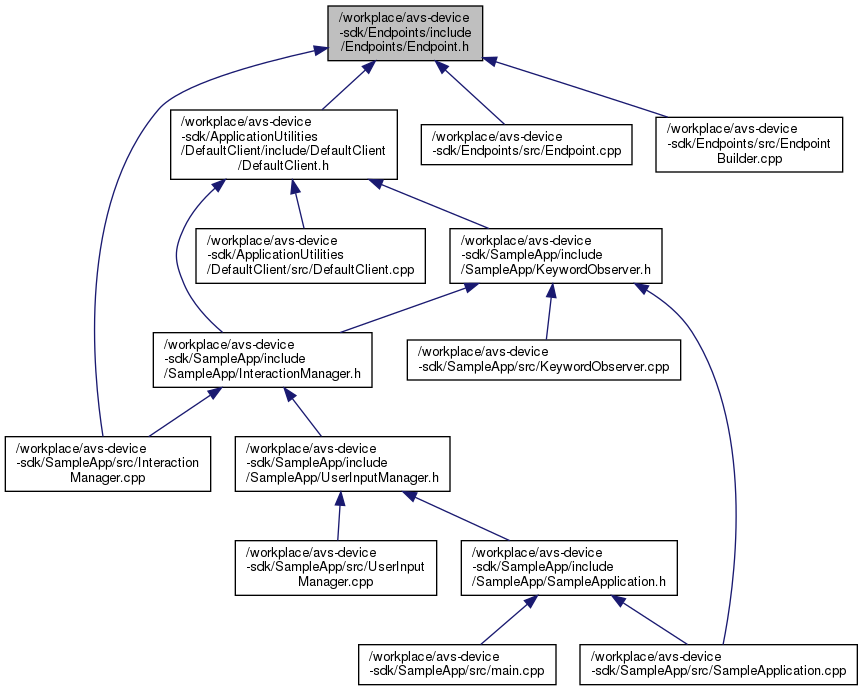 /workplace/avs-device
-sdk/Endpoints/include
/Endpoints/Endpoint.h
/workplace/avs-device
-sdk/ApplicationUtilities
/DefaultClient/include/DefaultClient
/DefaultClient.h
/workplace/avs-device
-sdk/Endpoints/src/Endpoint.cpp
/workplace/avs-device
-sdk/Endpoints/src/Endpoint
Builder.cpp
/workplace/avs-device
-sdk/ApplicationUtilities
/DefaultClient/src/DefaultClient.cpp
/workplace/avs-device
-sdk/SampleApp/include
/SampleApp/KeywordObserver.h
/workplace/avs-device
-sdk/SampleApp/include
/SampleApp/InteractionManager.h
/workplace/avs-device
-sdk/SampleApp/src/KeywordObserver.cpp
/workplace/avs-device
-sdk/SampleApp/src/Interaction
Manager.cpp
/workplace/avs-device
-sdk/SampleApp/include
/SampleApp/UserInputManager.h
/workplace/avs-device
-sdk/SampleApp/src/UserInput
Manager.cpp
/workplace/avs-device
-sdk/SampleApp/include
/SampleApp/SampleApplication.h
/workplace/avs-device
-sdk/SampleApp/src/main.cpp
/workplace/avs-device
-sdk/SampleApp/src/SampleApplication.cpp